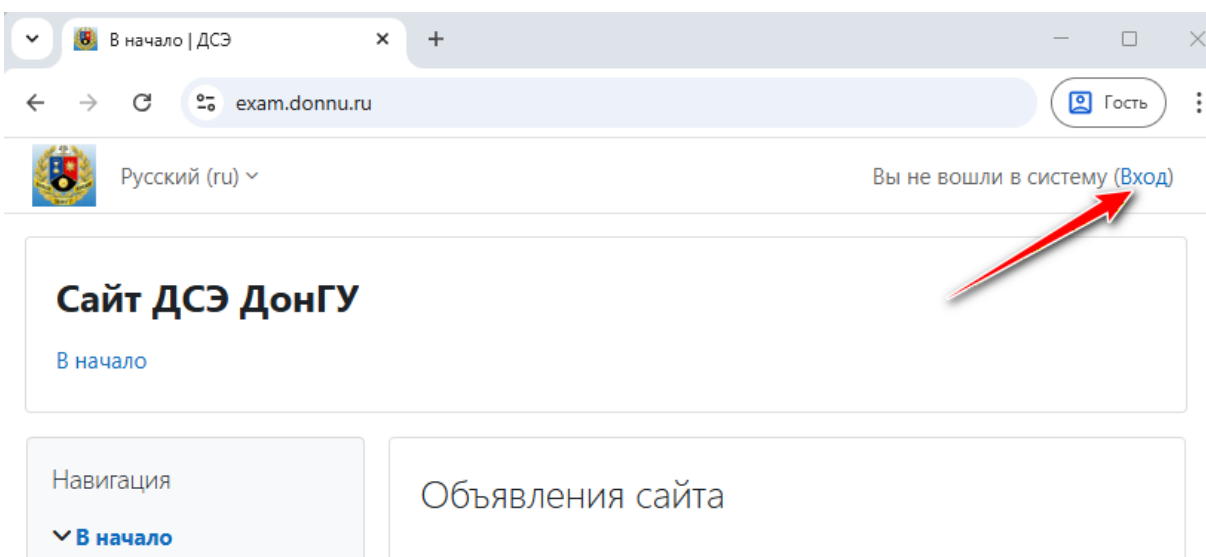 В начало | ДСЭ
exam.donnu.ru
Гость
Русский (ru)
Вы не вошли в систему (Вход)
Сайт ДСЭ ДонГУ
В начало
Навигация
В начало
Объявления сайта